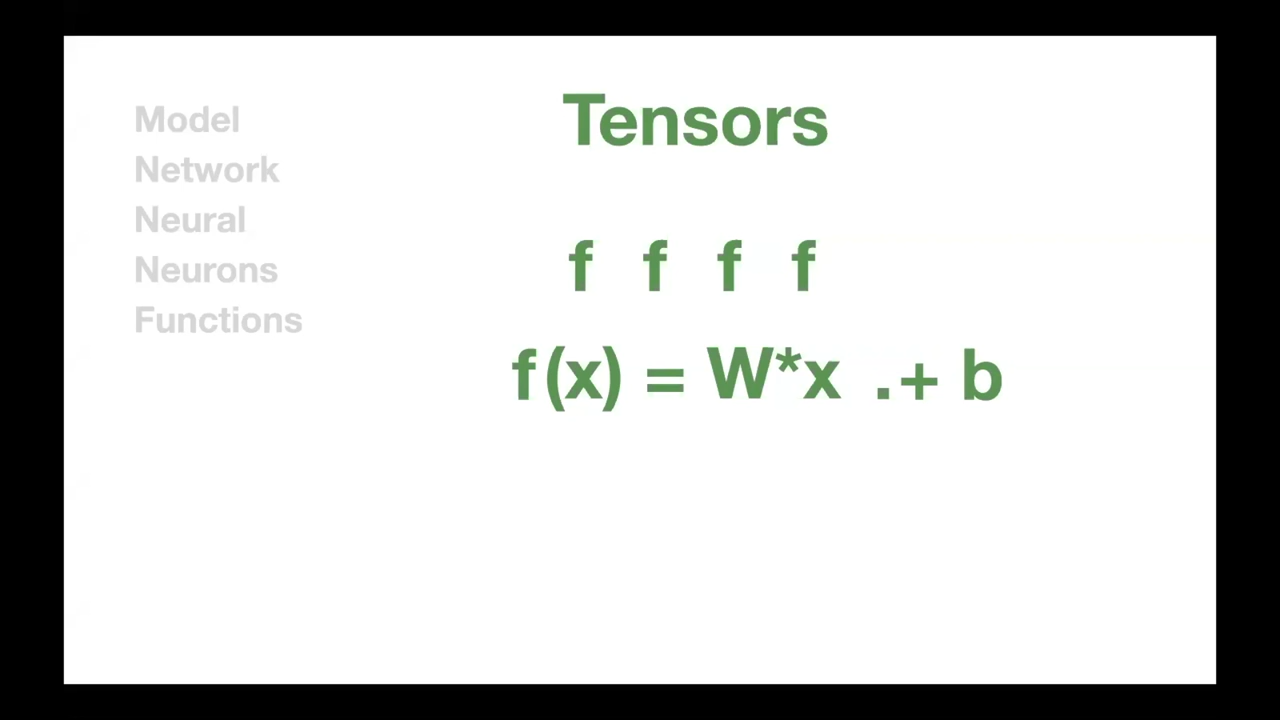 Model
Network
Neural
Neurons
Functions
Tensors
f f f f
f(x) = W*x .+ b